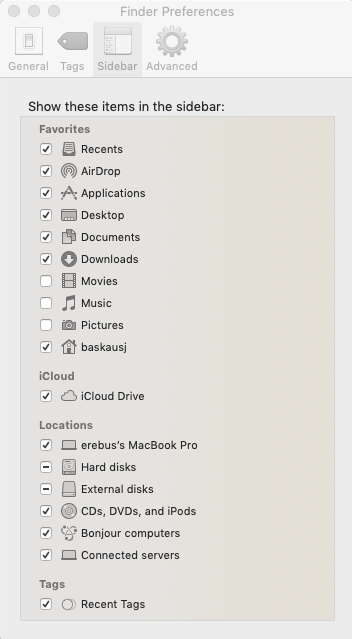 Finder Preferences
General Tags Sidebar Advanced
Show these items in the sidebar:
Favorites
Recents
AirDrop
Applications
Desktop
Documents
Downloads
Movies
Music
Pictures
baskausj
iCloud
iCloud Drive
Locations
erebus's MacBook Pro
Hard disks
External disks
CDs, DVDs, and iPods
Bonjour computers
Connected servers
Tags
Recent Tags